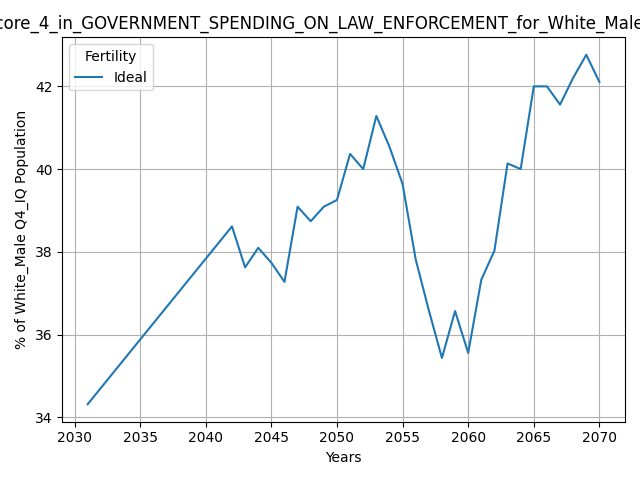 core_4_in_GOVERNMENT_SPENDING_ON_LAW_ENFORCEMENT_for_White_Male
Fertility
Ideal
% of White_Male Q4_IQ Population
42
40
38
36
34
2030 2035 2040 2045 2050 2055 2060 2065 2070
Years